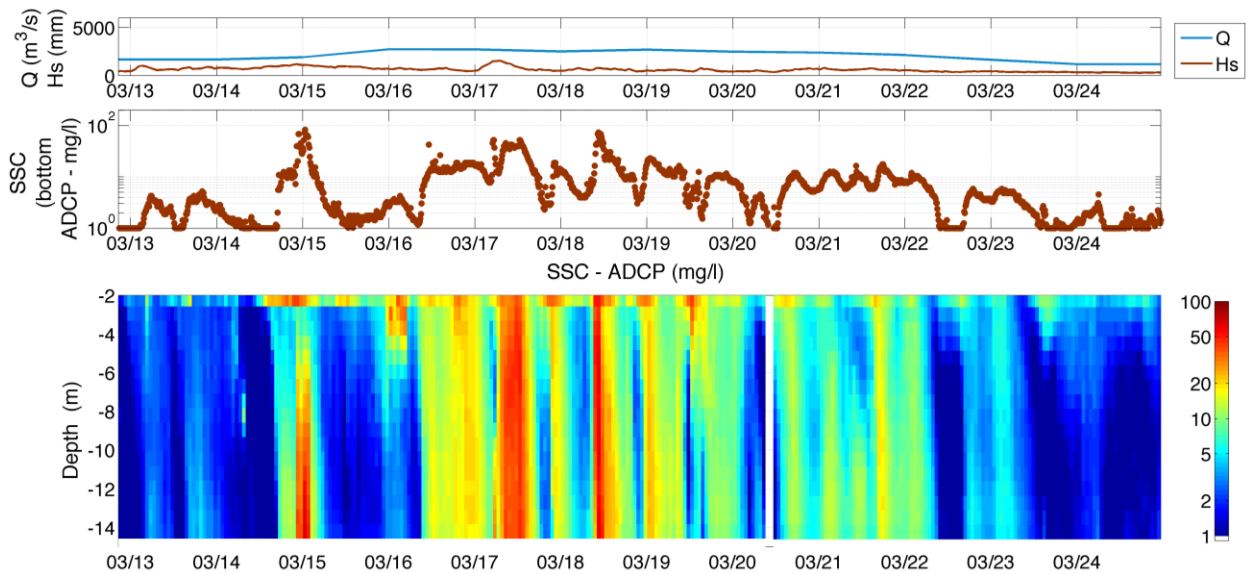 5000
0
Q (m³/s)
Hs (mm)
03/13 03/14 03/15 03/16 03/17 03/18 03/19 03/20 03/21 03/22 03/23 03/24
Q
Hs
10²
10⁰
SSC
(bottom
ADCP - mg/l)
03/13 03/14 03/15 03/16 03/17 03/18 03/19 03/20 03/21 03/22 03/23 03/24
SSC - ADCP (mg/l)
-2
-4
-6
-8
-10
-12
-14
Depth (m)
03/13 03/14 03/15 03/16 03/17 03/18 03/19 03/20 03/21 03/22 03/23 03/24
100
50
20
10
5
2
1